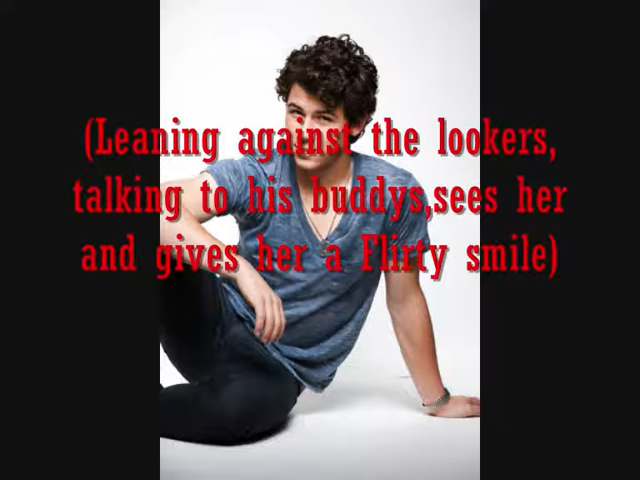 (Leaning against the lookers,
talking to his buddys,sees her
and gives her a Flirty smile)